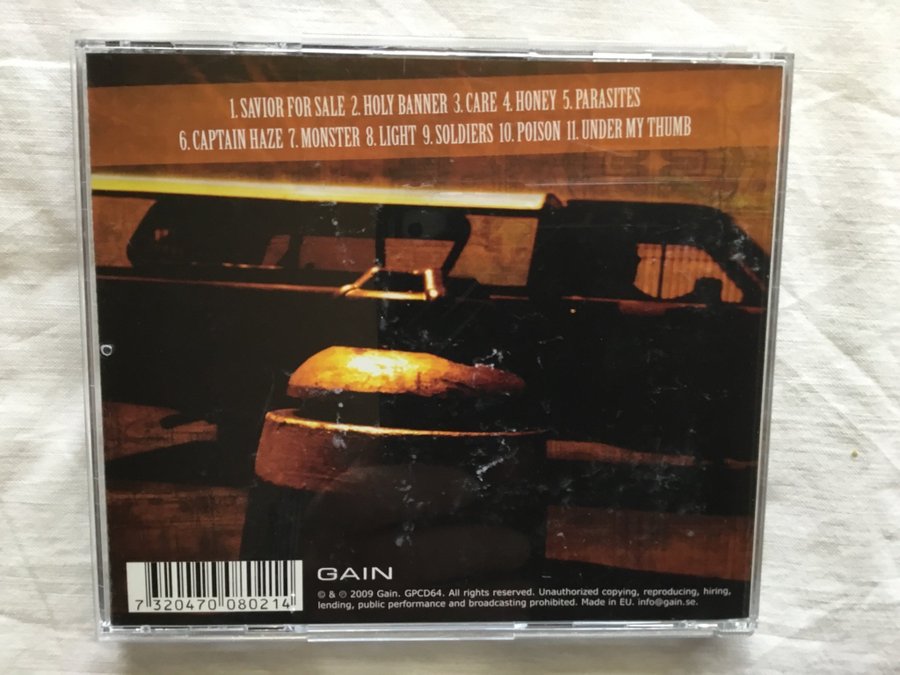 1. SAVIOR FOR SALE 2. HOLY BANNER 3. CARE 4. HONEY 5. PARASITES
6. CAPTAIN HAZE 7. MONSTER 8. LIGHT 9. SOLDIERS 10. POISON 11. UNDER MY THUMB
GAIN
© & ℗ 2009 Gain. GPCD64. All rights reserved. Unauthorized copying, reproducing, hiring,
lending, public performance and broadcasting prohibited. Made in EU. info@gain.se.
7 320470 080214